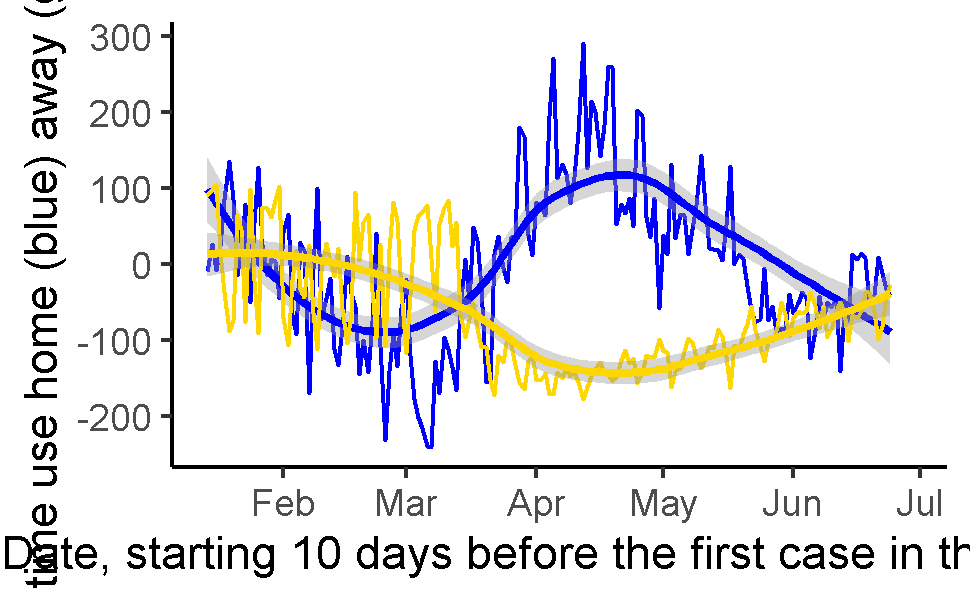 time use home (blue) away (
300
200
100
0
-100
-200
Feb Mar Apr May Jun Jul
Date, starting 10 days before the first case in th